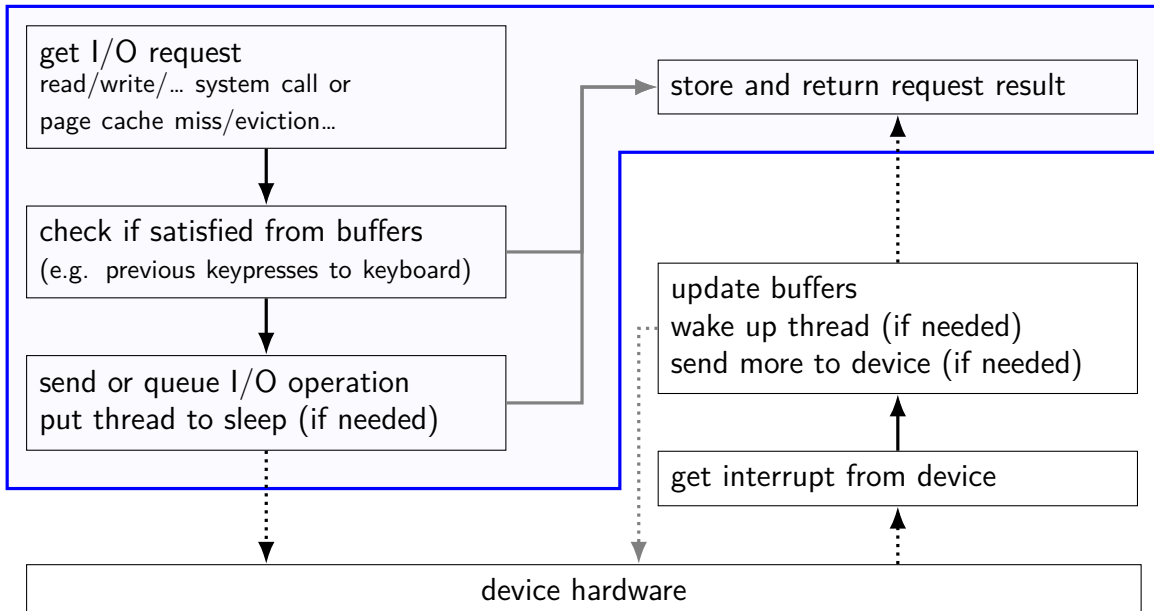 get I/O request
read/write/… system call or
page cache miss/eviction…
store and return request result
check if satisfied from buffers
(e.g. previous keypresses to keyboard)
update buffers
wake up thread (if needed)
send more to device (if needed)
send or queue I/O operation
put thread to sleep (if needed)
get interrupt from device
device hardware